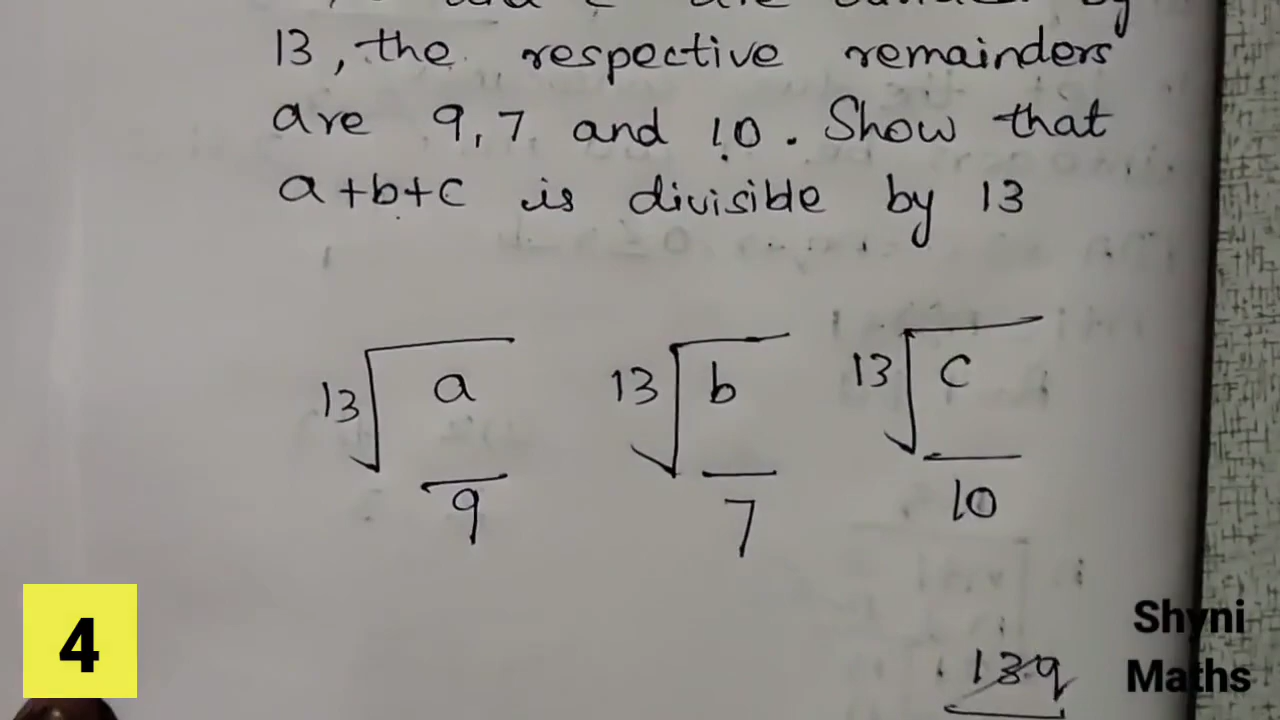 13, the respective remainders
are 9, 7 and 10. Show that
a+b+c is divisible by 13
13 a 13 b 13 c
9 7 10
4
Shyni
Maths